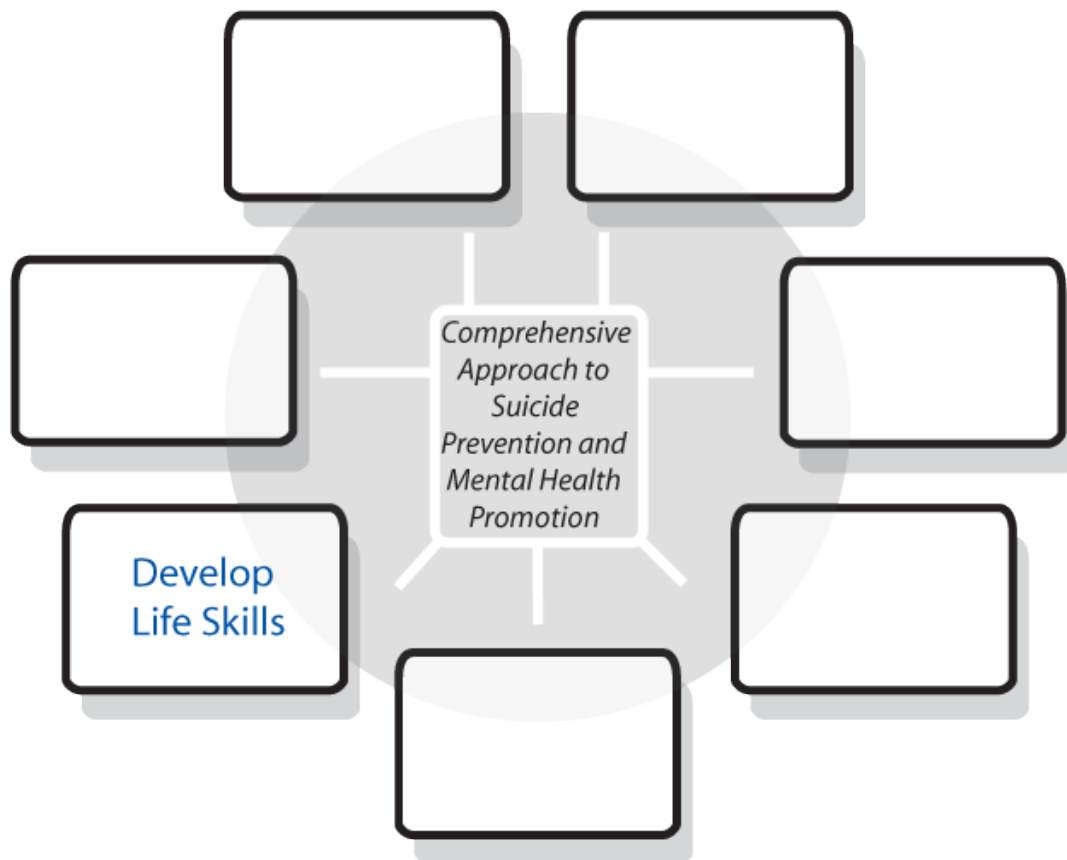 Comprehensive
Approach to
Suicide
Prevention and
Mental Health
Promotion
Develop
Life Skills